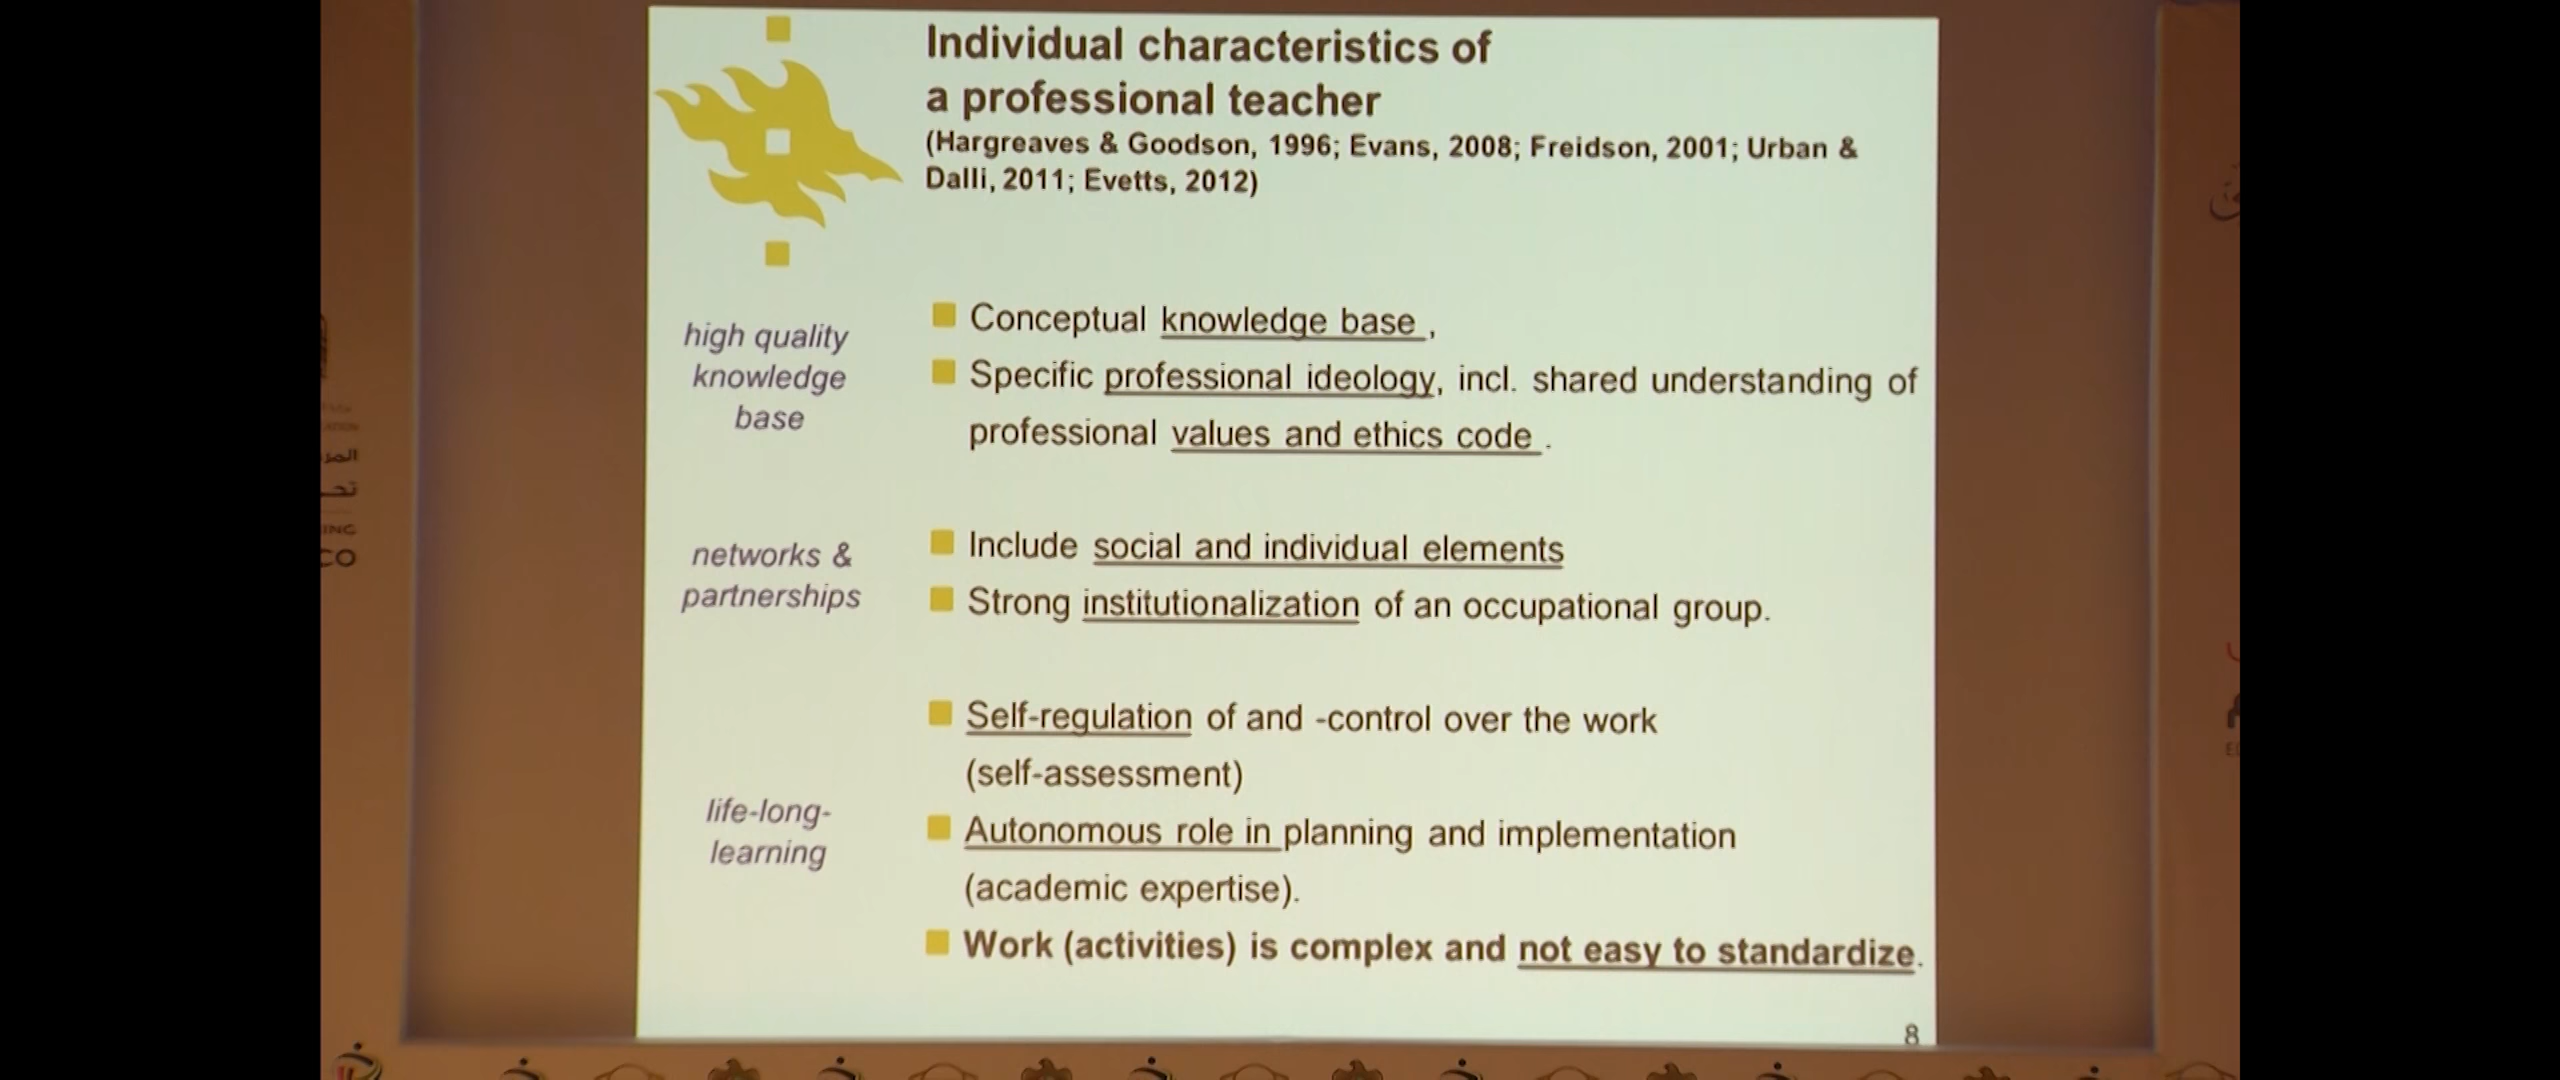 Individual characteristics of
a professional teacher
(Hargreaves & Goodson, 1996; Evans, 2008; Freidson, 2001; Urban &
Dalli, 2011; Evetts, 2012)
high quality
knowledge
base
Conceptual knowledge base ,
Specific professional ideology, incl. shared understanding of
professional values and ethics code .
networks &
partnerships
Include social and individual elements
Strong institutionalization of an occupational group.
life-long-
learning
Self-regulation of and -control over the work
(self-assessment)
Autonomous role in planning and implementation
(academic expertise).
Work (activities) is complex and not easy to standardize.
8